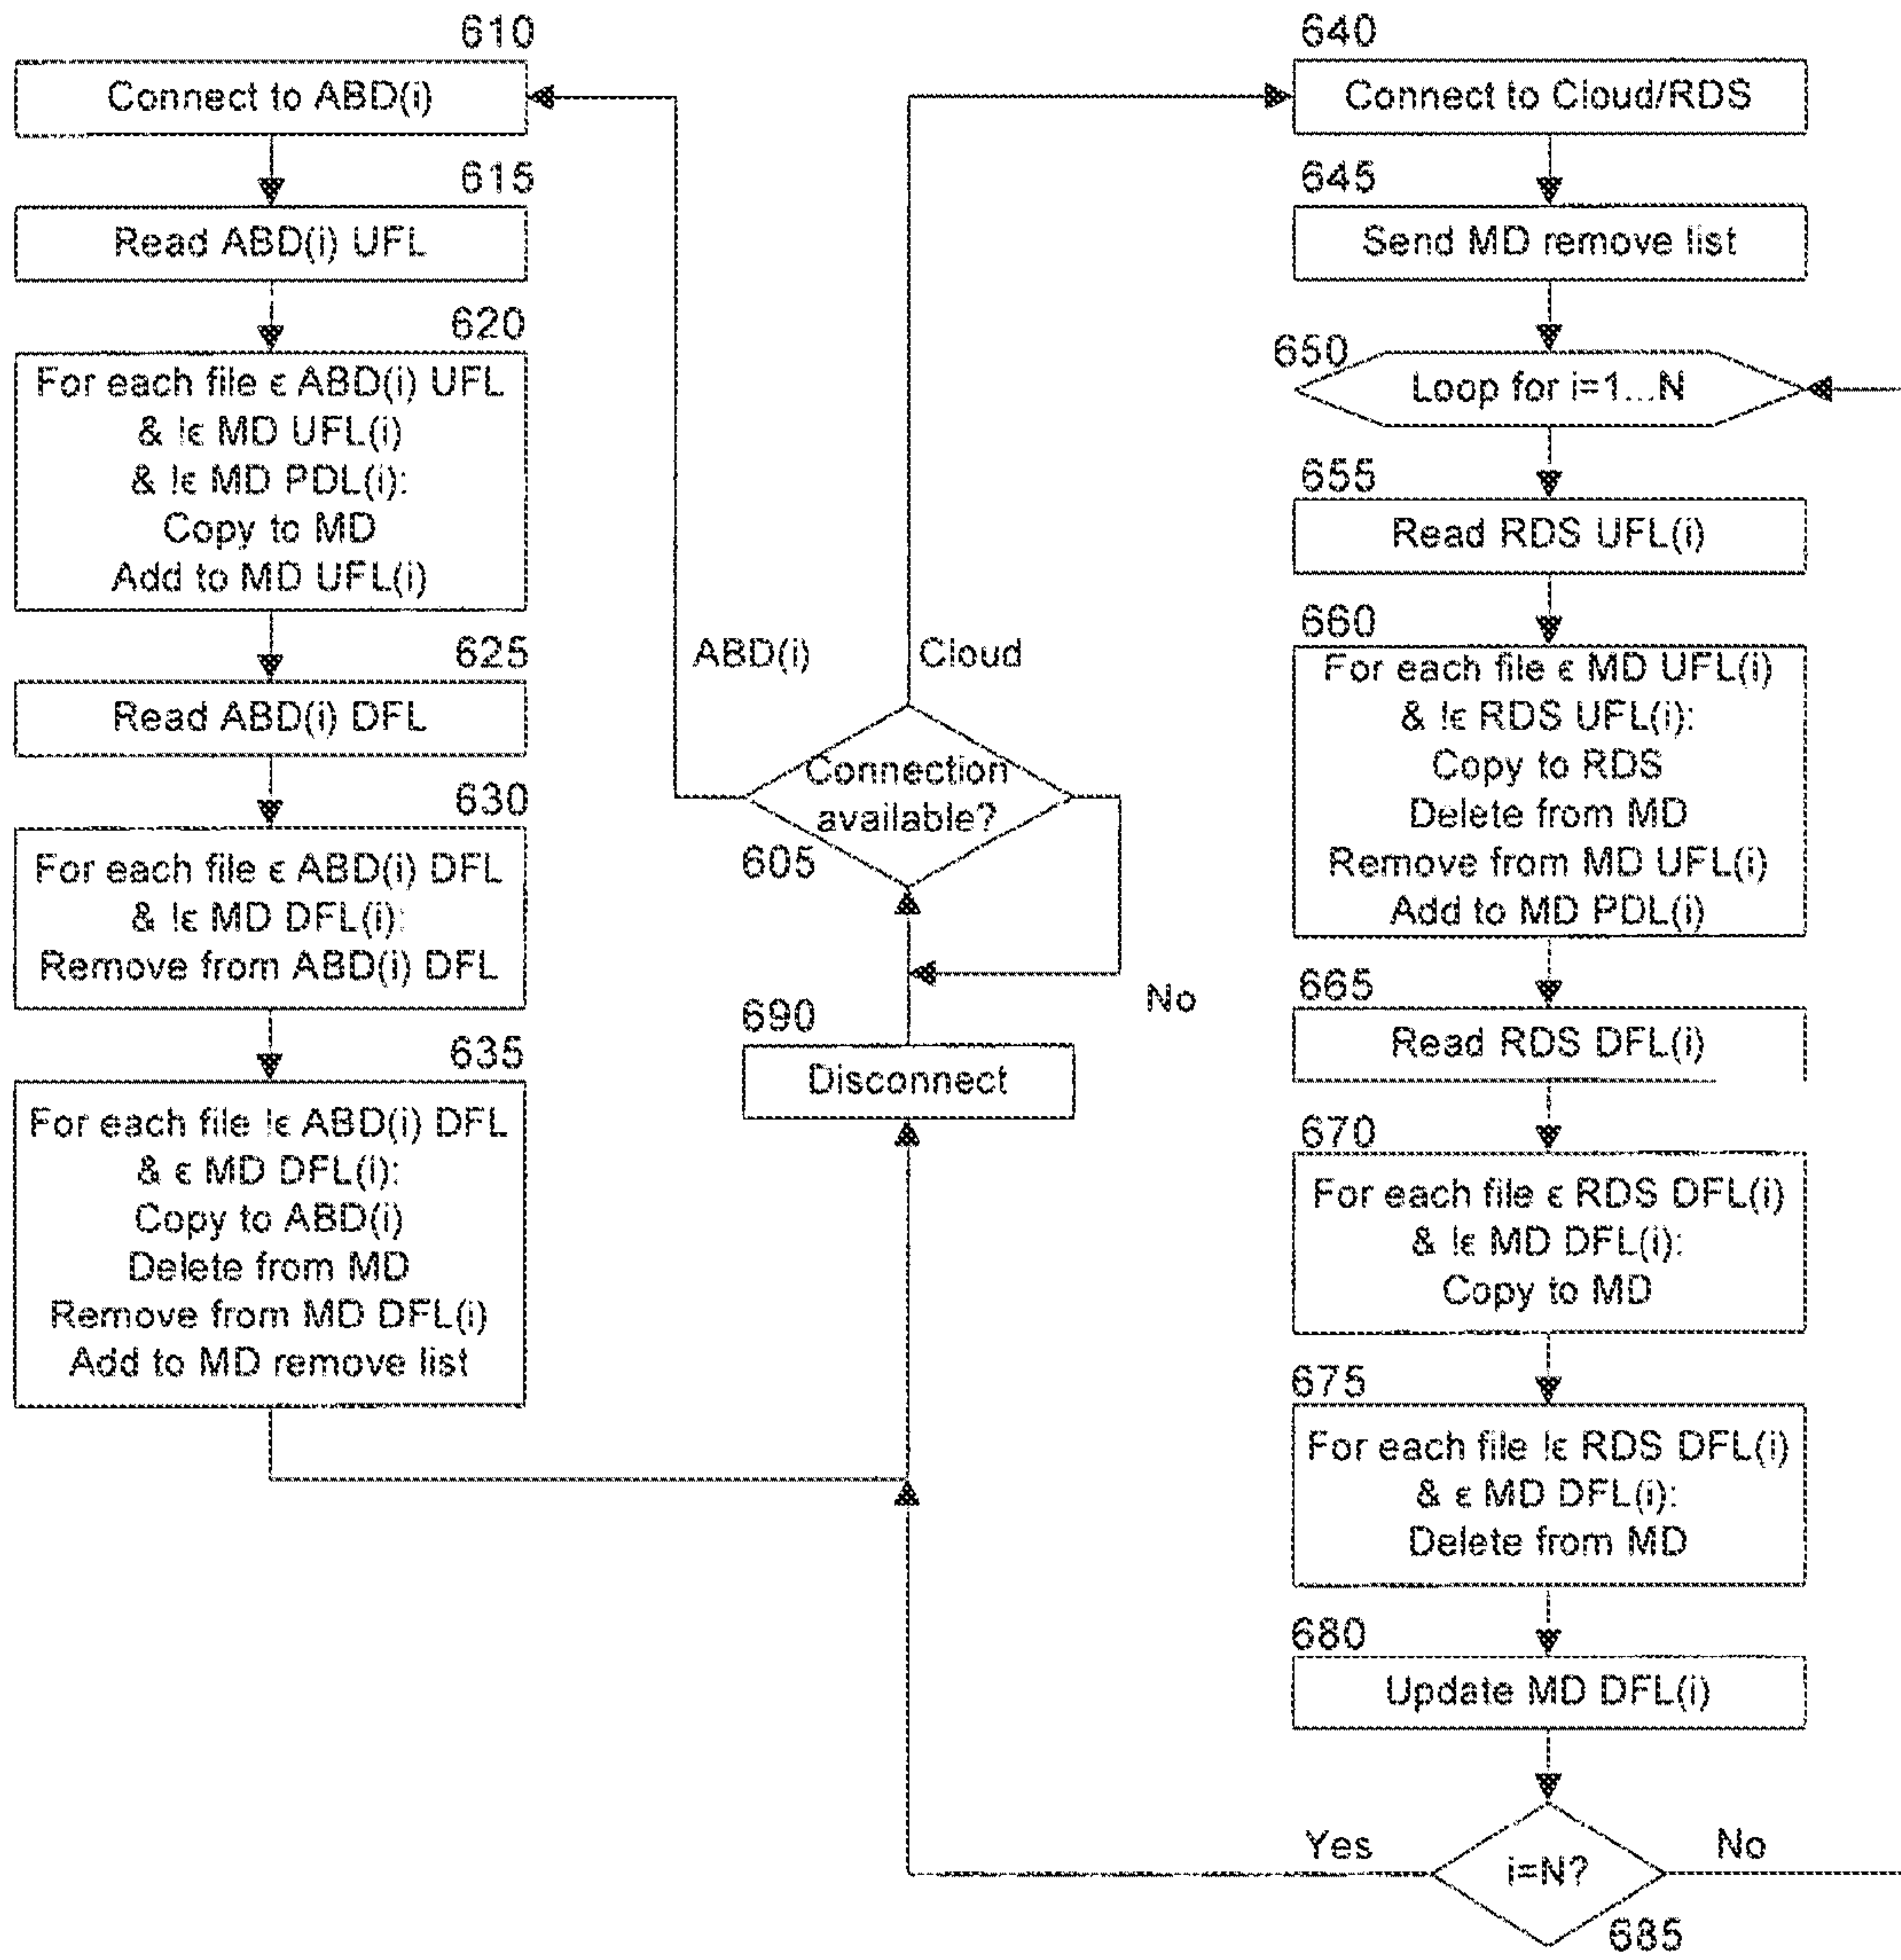 610
Connect to ABD(i)
615
Read ABD(i) UFL
620
For each file ϵ ABD(i) UFL
& !ϵ MD UFL(i)
& !ϵ MD PDL(i):
Copy to MD
Add to MD UFL(i)
625
Read ABD(i) DFL
630
For each file ϵ ABD(i) DFL
& !ϵ MD DFL(i):
Remove from ABD(i) DFL
635
For each file !ϵ ABD(i) DFL
& ϵ MD DFL(i):
Copy to ABD(i)
Delete from MD
Remove from MD DFL(i)
Add to MD remove list
ABD(i)
Cloud
Connection
available?
605
No
690
Disconnect
640
Connect to Cloud/RDS
645
Send MD remove list
650
Loop for i=1...N
655
Read RDS UFL(i)
660
For each file ϵ MD UFL(i)
& !ϵ RDS UFL(i):
Copy to RDS
Delete from MD
Remove from MD UFL(i)
Add to MD PDL(i)
665
Read RDS DFL(i)
670
For each file ϵ RDS DFL(i)
& !ϵ MD DFL(i):
Copy to MD
675
For each file !ϵ RDS DFL(i)
& ϵ MD DFL(i):
Delete from MD
680
Update MD DFL(i)
Yes
i=N?
No
685